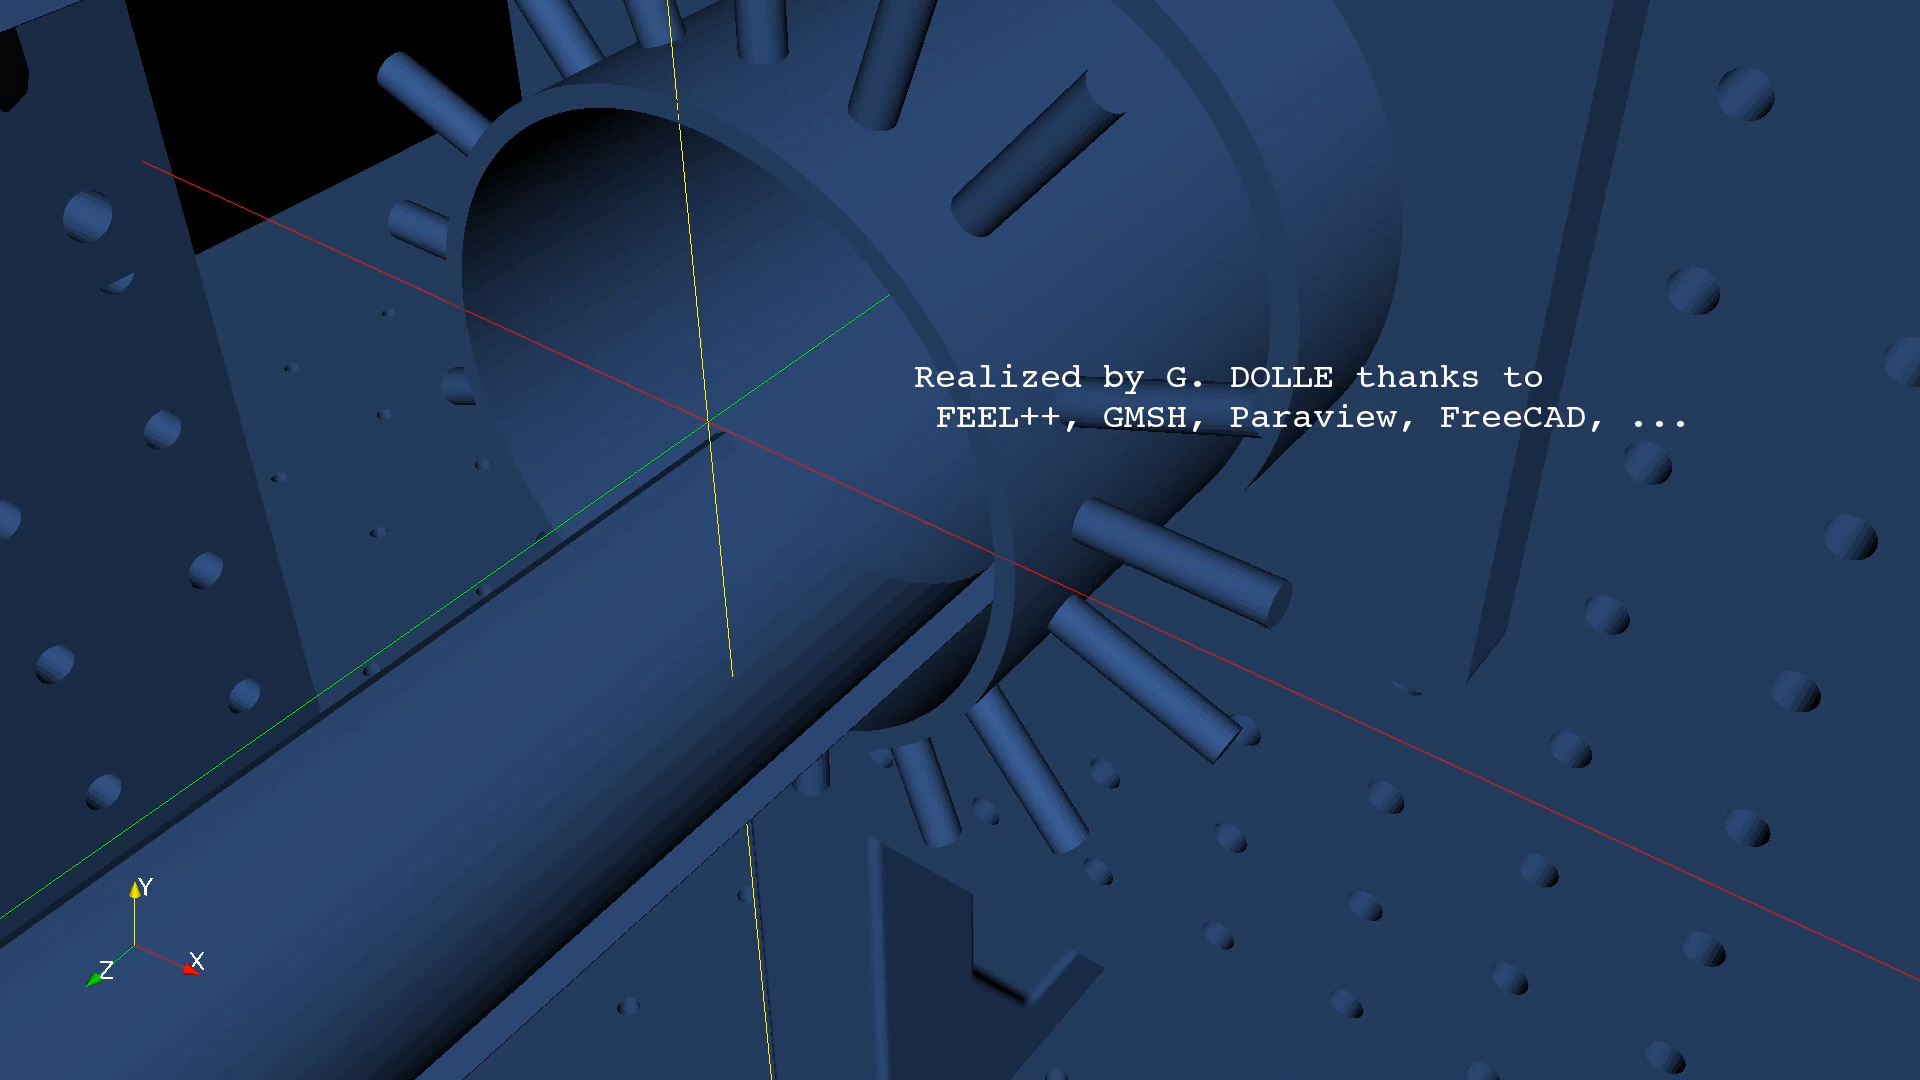 Realized by G. DOLLE thanks to
FEEL++, GMSH, Paraview, FreeCAD, ...
Y
X
Z